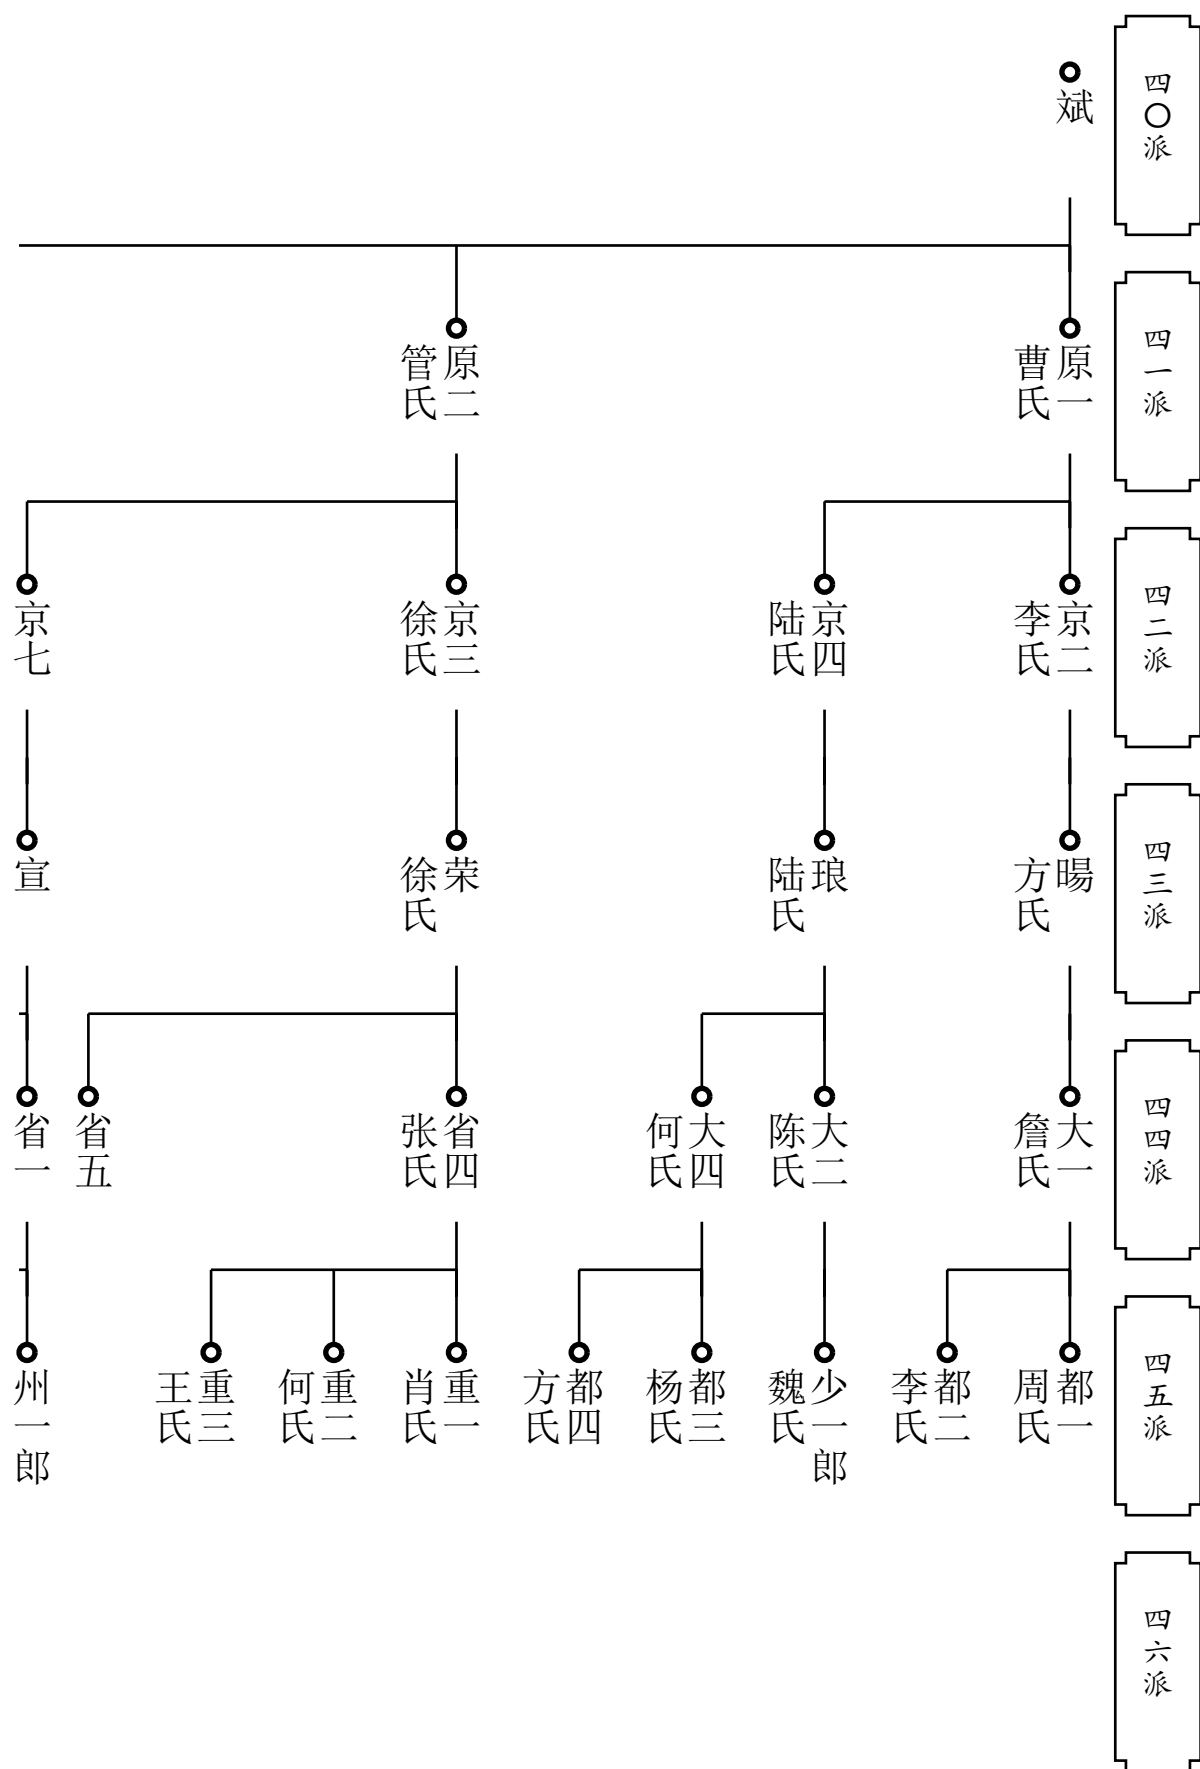 四〇派
斌
四一派
原一
曹氏
原二
管氏
四二派
京二
李氏
京四
陆氏
京三
徐氏
京七
四三派
暘
方氏
琅
陆氏
荣
徐氏
宣
四四派
大一
詹氏
大二
陈氏
大四
何氏
省四
张氏
省五
省一
四五派
都一
周氏
都二
李氏
少一郎
魏氏
都三
杨氏
都四
方氏
重一
肖氏
重二
何氏
重三
王氏
州一郎
四六派